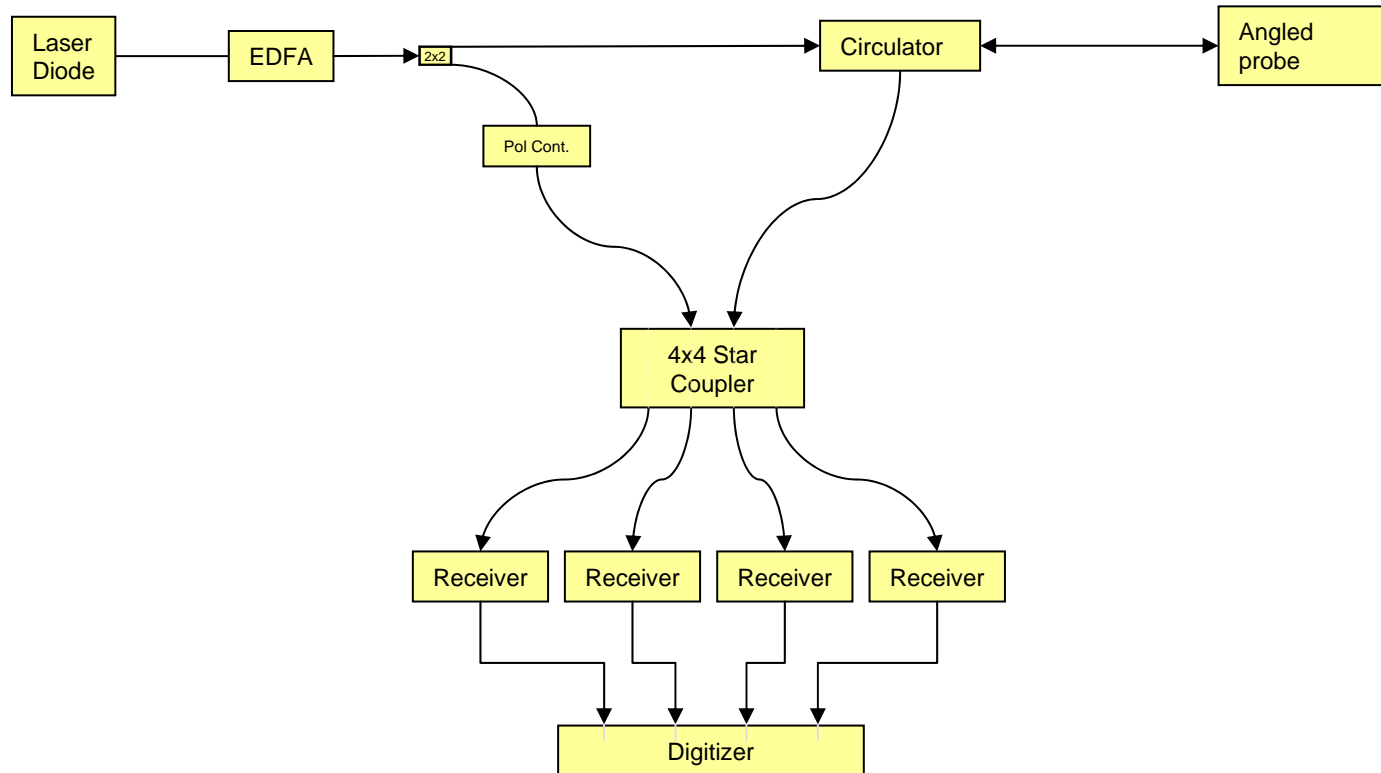 Laser
Diode
EDFA
2x2
Circulator
Angled
probe
Pol Cont.
4x4 Star
Coupler
Receiver
Receiver
Receiver
Receiver
Digitizer